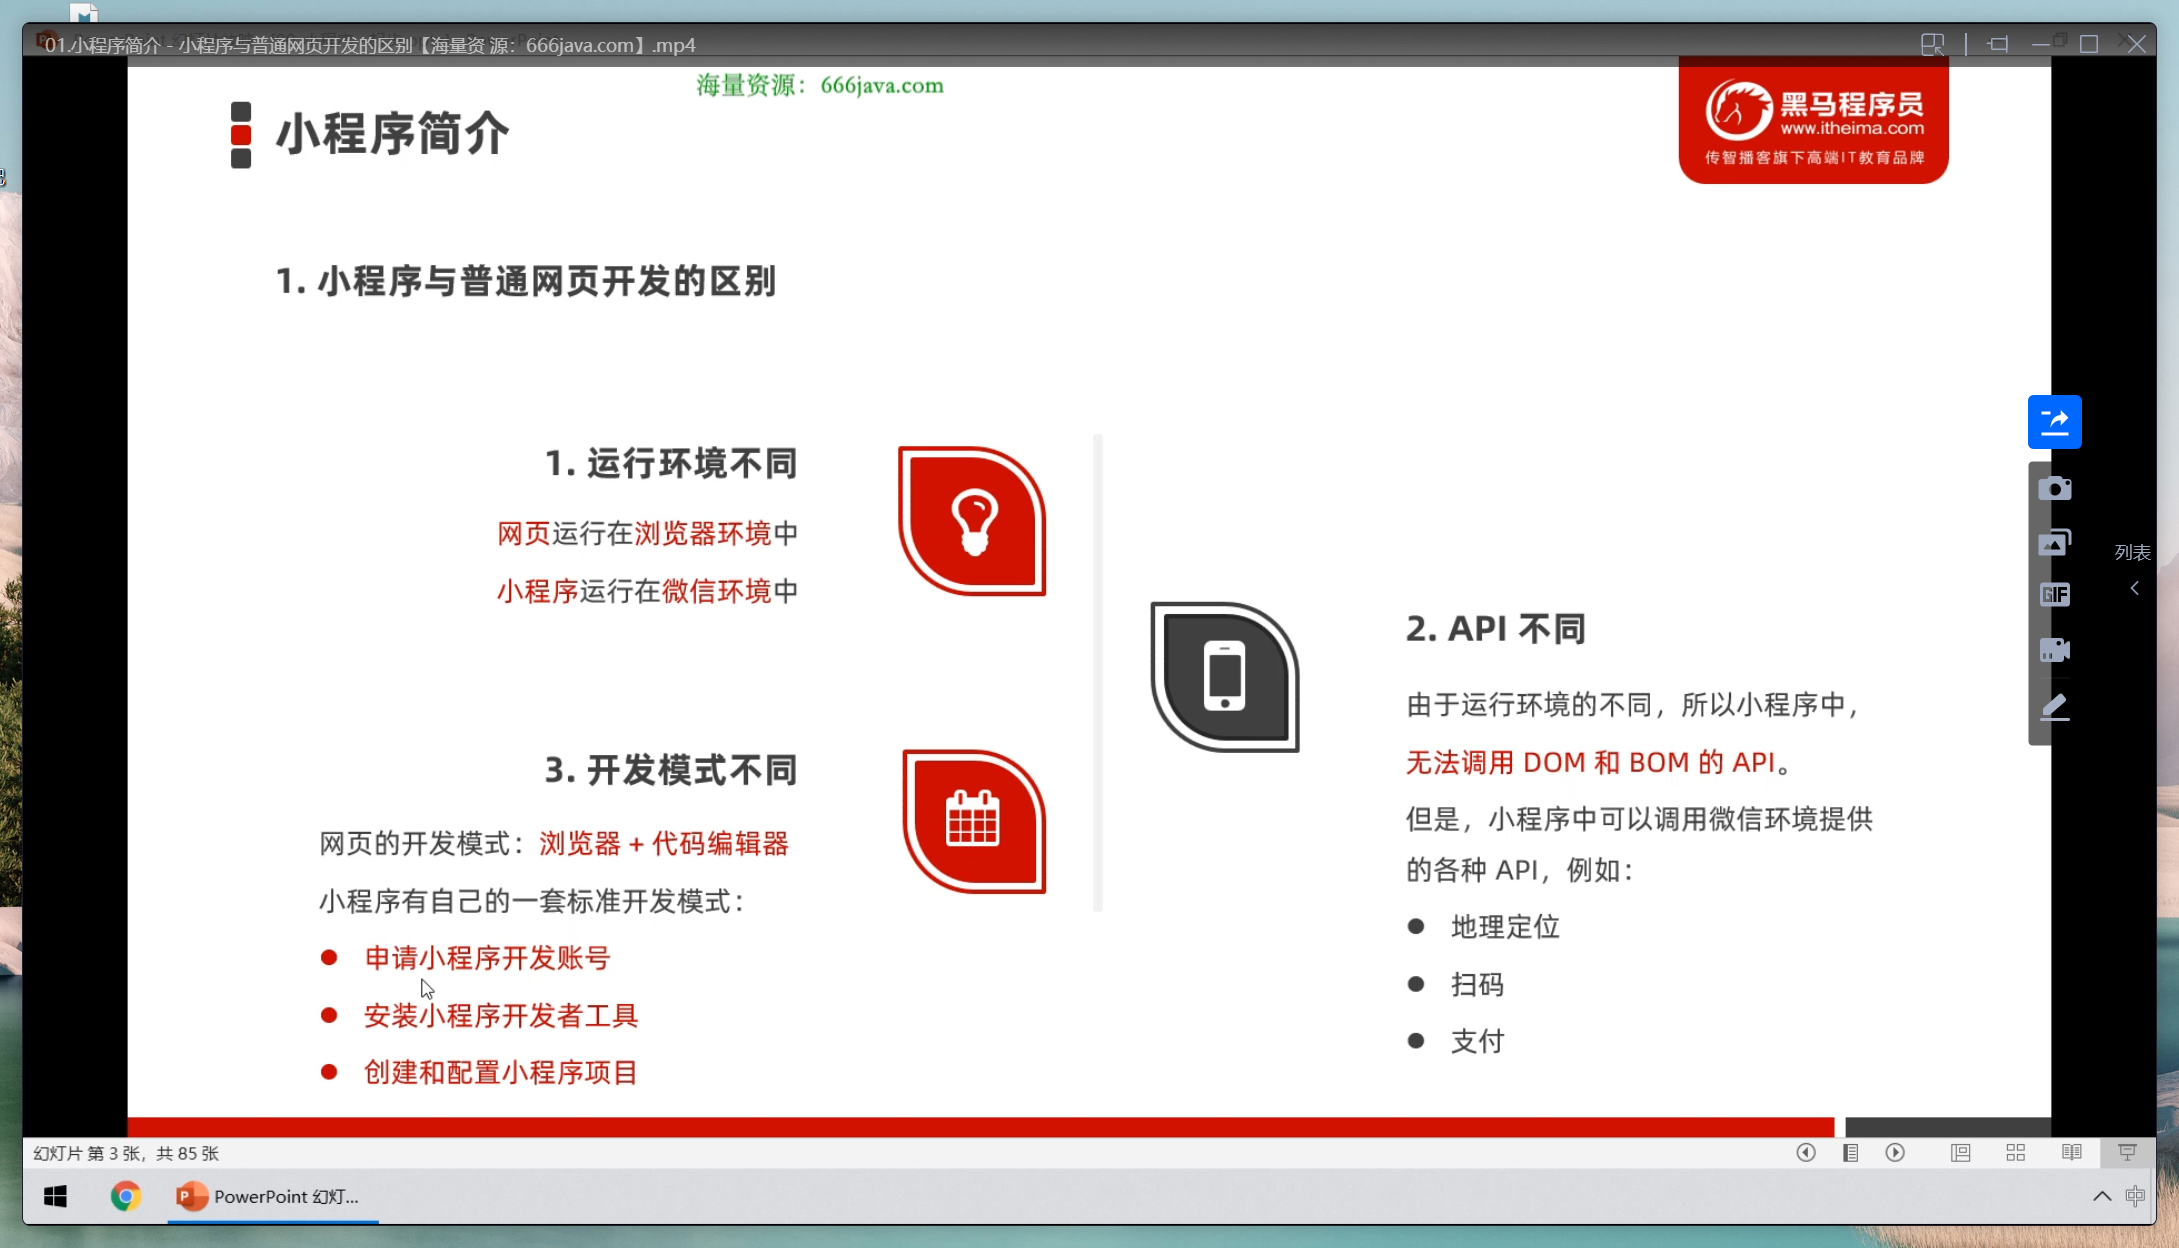 01.小程序简介 - 小程序与普通网页开发的区别【海量资 源：666java.com】.mp4
海量资源：666java.com
小程序简介
黑马程序员
www.itheima.com
传智播客旗下高端IT教育品牌
1. 小程序与普通网页开发的区别
1. 运行环境不同
网页运行在浏览器环境中
小程序运行在微信环境中
3. 开发模式不同
网页的开发模式：浏览器 + 代码编辑器
小程序有自己的一套标准开发模式：
● 申请小程序开发账号
● 安装小程序开发者工具
● 创建和配置小程序项目
2. API 不同
由于运行环境的不同，所以小程序中，
无法调用 DOM 和 BOM 的 API。
但是，小程序中可以调用微信环境提供
的各种 API，例如：
● 地理定位
● 扫码
● 支付
GIF
列表
幻灯片 第 3 张，共 85 张
PowerPoint 幻灯...
中